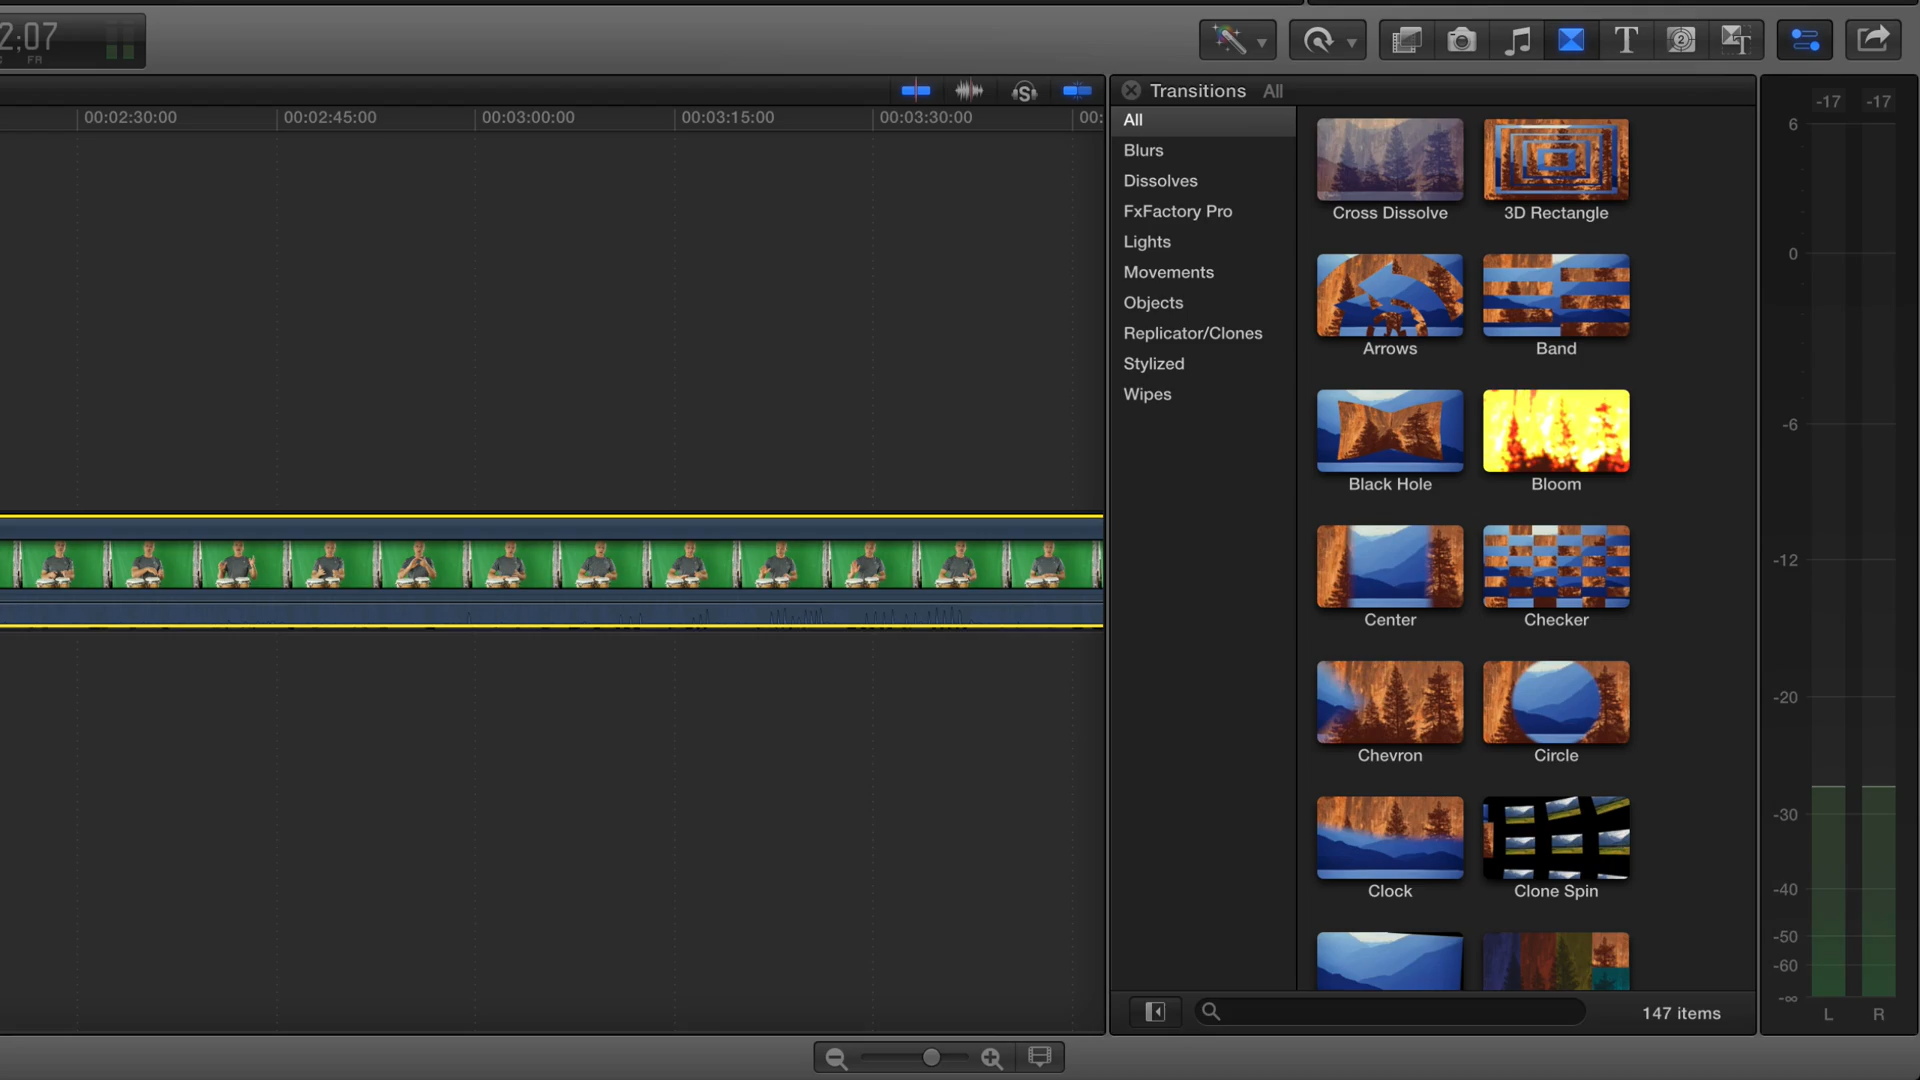 2;07
FR
T
2
T
S
00:02:30:00
00:02:45:00
00:03:00:00
00:03:15:00
00:03:30:00
00:
Transitions All
All
Blurs
Dissolves
FxFactory Pro
Lights
Movements
Objects
Replicator/Clones
Stylized
Wipes
Cross Dissolve
3D Rectangle
Arrows
Band
Black Hole
Bloom
Center
Checker
Chevron
Circle
Clock
Clone Spin
147 items
-17 -17
6
0
-6
-12
-20
-30
-40
-50
-60
-∞
L R